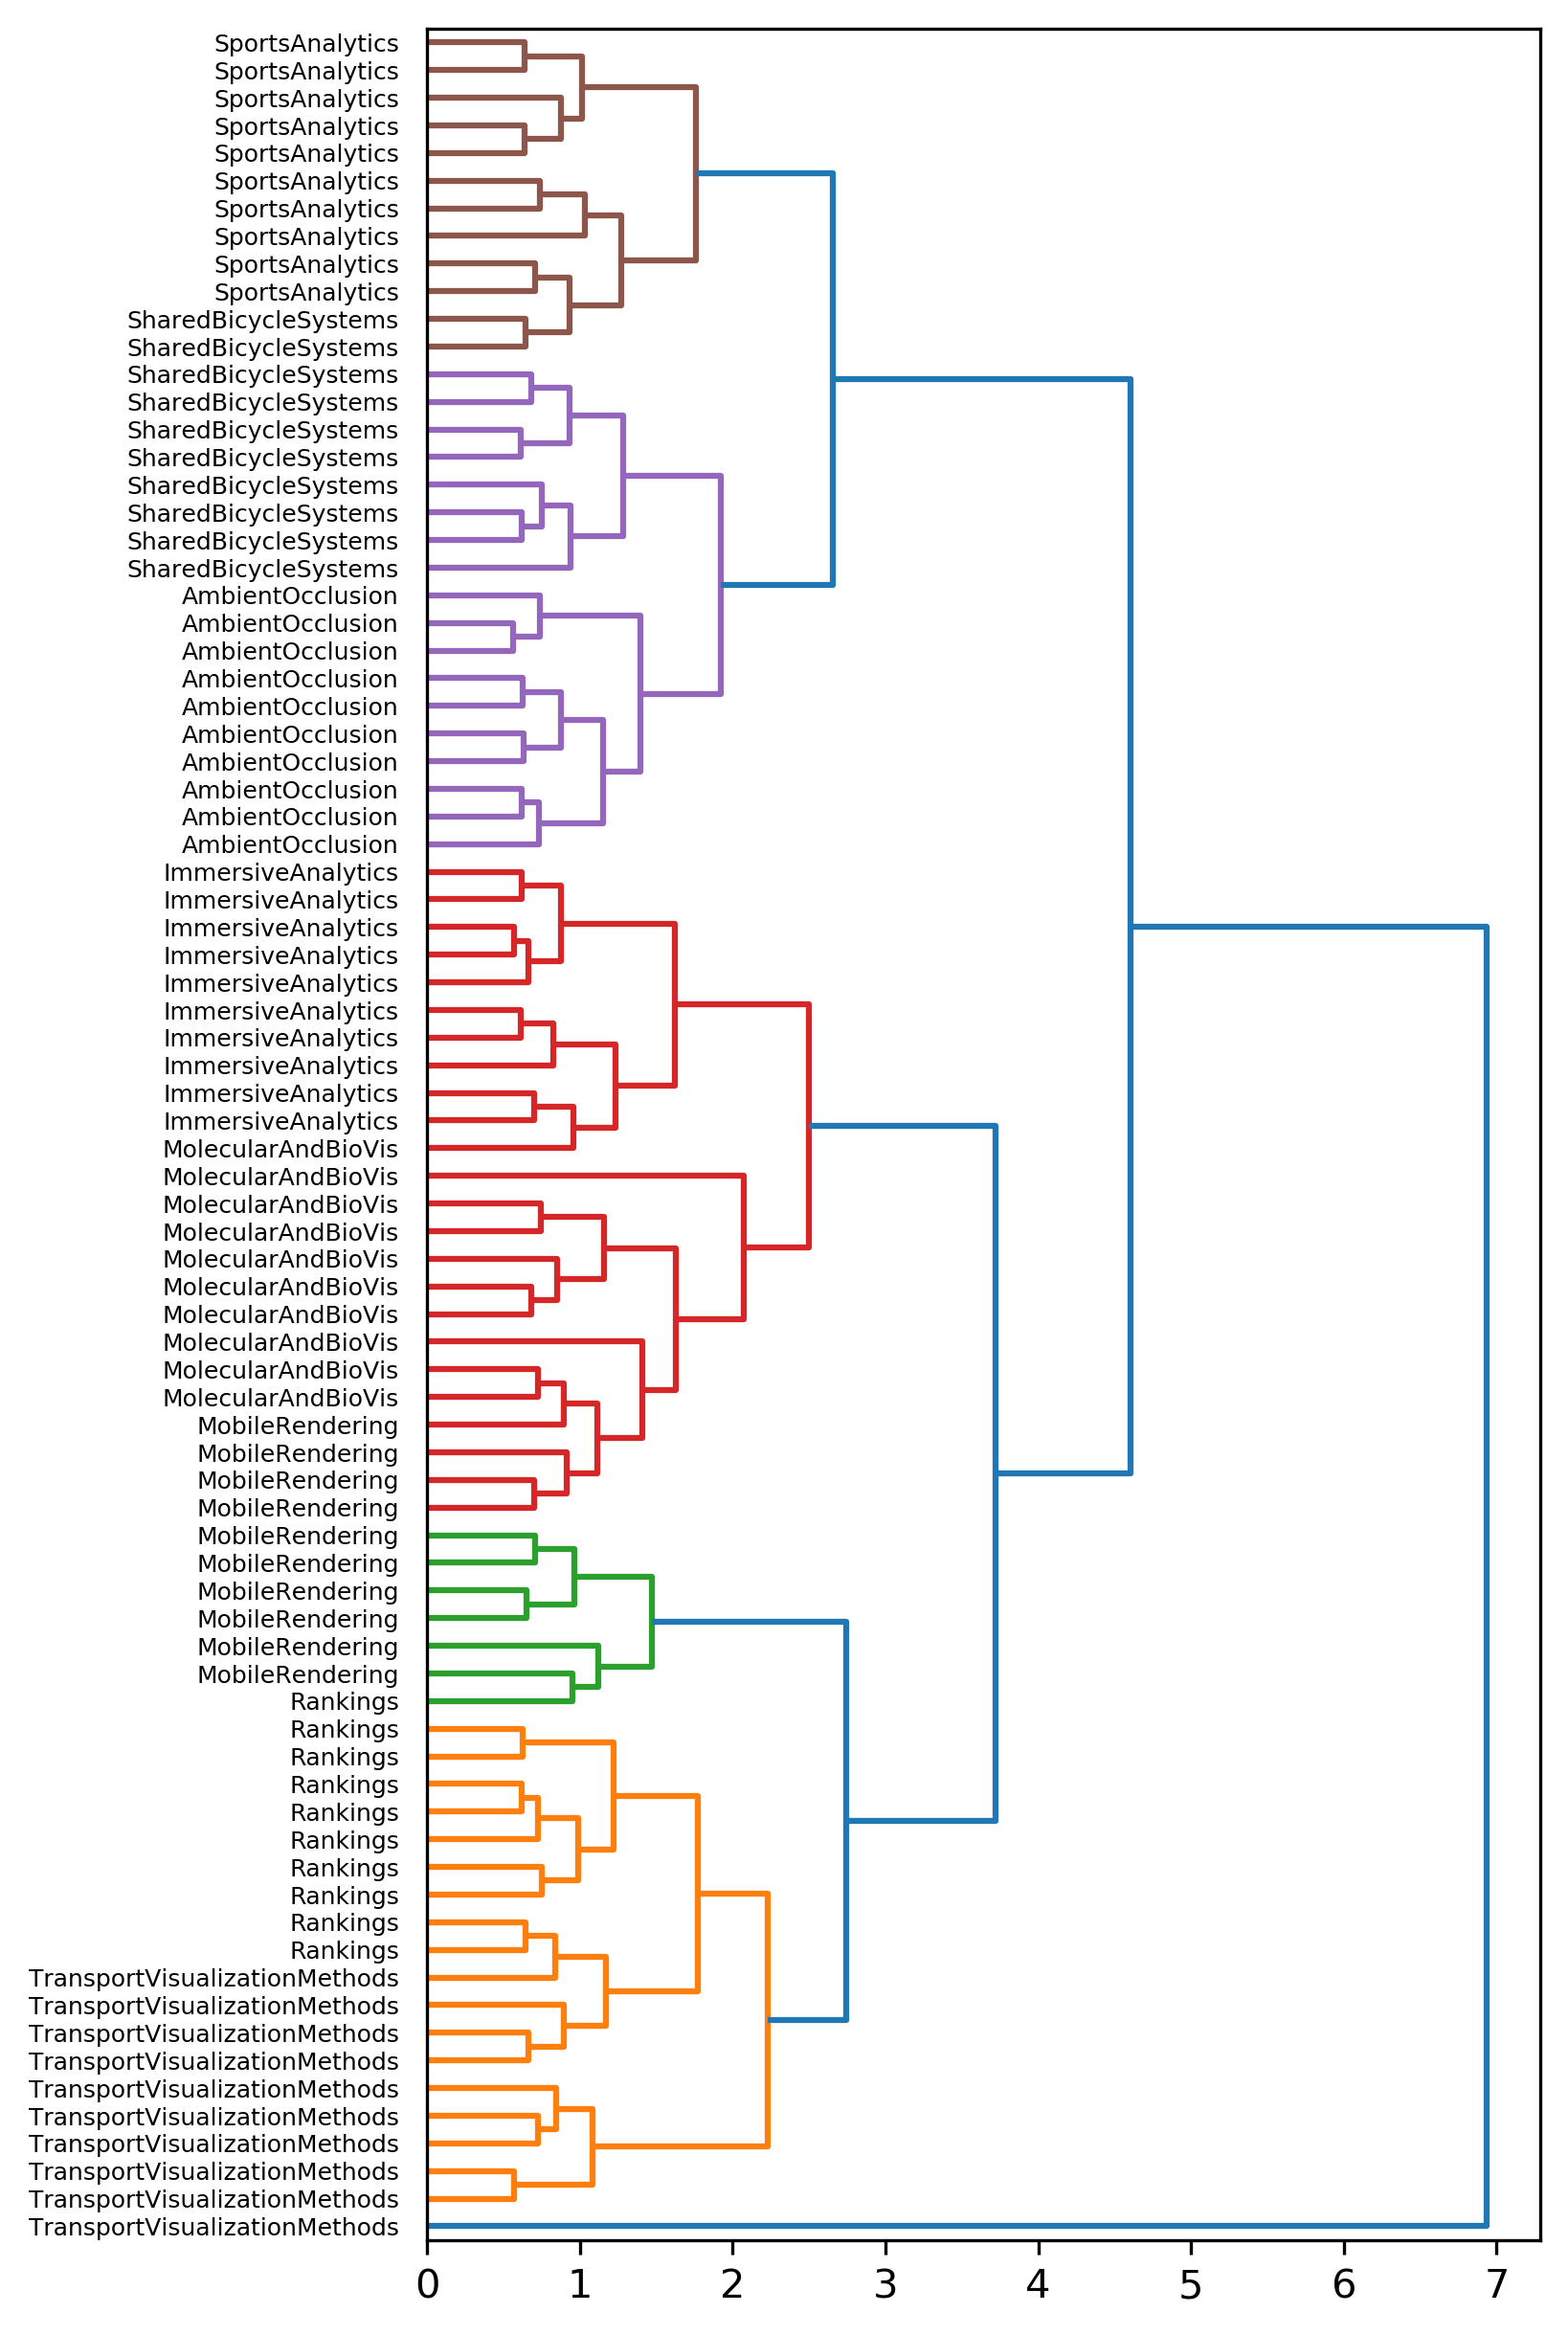 SportsAnalytics
SportsAnalytics
SportsAnalytics
SportsAnalytics
SportsAnalytics
SportsAnalytics
SportsAnalytics
SportsAnalytics
SportsAnalytics
SportsAnalytics
SharedBicycleSystems
SharedBicycleSystems
SharedBicycleSystems
SharedBicycleSystems
SharedBicycleSystems
SharedBicycleSystems
SharedBicycleSystems
SharedBicycleSystems
SharedBicycleSystems
SharedBicycleSystems
AmbientOcclusion
AmbientOcclusion
AmbientOcclusion
AmbientOcclusion
AmbientOcclusion
AmbientOcclusion
AmbientOcclusion
AmbientOcclusion
AmbientOcclusion
AmbientOcclusion
ImmersiveAnalytics
ImmersiveAnalytics
ImmersiveAnalytics
ImmersiveAnalytics
ImmersiveAnalytics
ImmersiveAnalytics
ImmersiveAnalytics
ImmersiveAnalytics
ImmersiveAnalytics
ImmersiveAnalytics
MolecularAndBioVis
MolecularAndBioVis
MolecularAndBioVis
MolecularAndBioVis
MolecularAndBioVis
MolecularAndBioVis
MolecularAndBioVis
MolecularAndBioVis
MolecularAndBioVis
MolecularAndBioVis
MobileRendering
MobileRendering
MobileRendering
MobileRendering
MobileRendering
MobileRendering
MobileRendering
MobileRendering
MobileRendering
MobileRendering
Rankings
Rankings
Rankings
Rankings
Rankings
Rankings
Rankings
Rankings
Rankings
Rankings
TransportVisualizationMethods
TransportVisualizationMethods
TransportVisualizationMethods
TransportVisualizationMethods
TransportVisualizationMethods
TransportVisualizationMethods
TransportVisualizationMethods
TransportVisualizationMethods
TransportVisualizationMethods
TransportVisualizationMethods
0 1 2 3 4 5 6 7